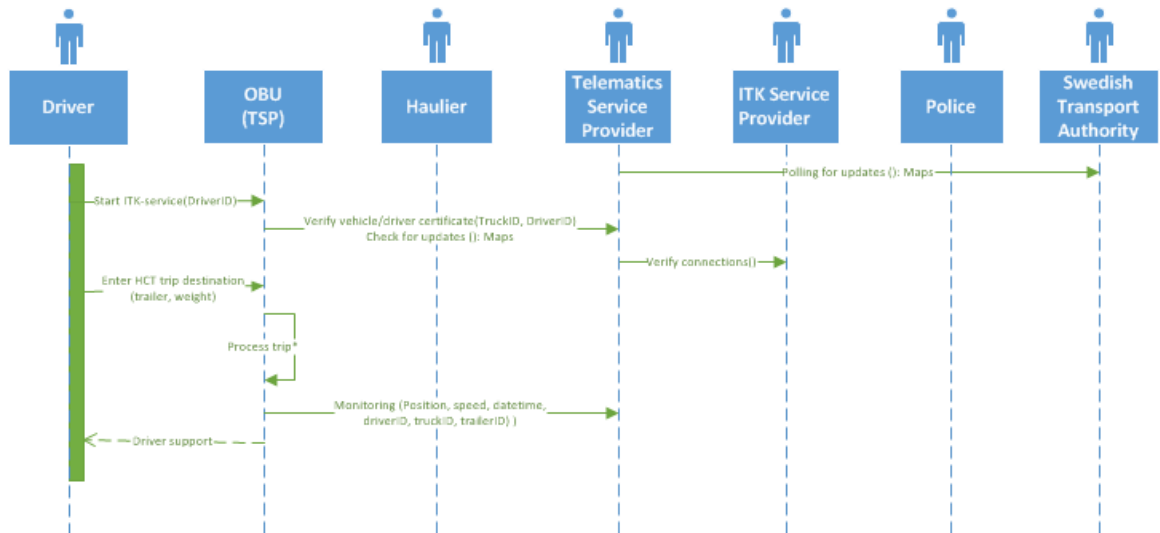 Driver
OBU
(TSP)
Haulier
Telematics
Service
Provider
ITK Service
Provider
Police
Swedish
Transport
Authority
Polling for updates (): Maps
Start ITK-service(DriverID)
Verify vehicle/driver certificate(TruckID, DriverID)
Check for updates (): Maps
Verify connections()
Enter HCT trip destination
(trailer, weight)
Process trip*
Monitoring (Position, speed, datetime,
driverID, truckID, trailerID) )
Driver support